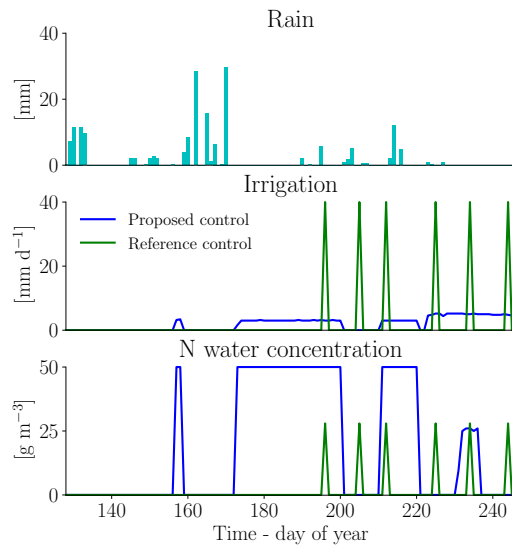 Rain
40
20
0
[mm]
Irrigation
40
20
0
[mm d⁻¹]
Proposed control
Reference control
N water concentration
50
25
0
[g m⁻³]
140 160 180 200 220 240
Time - day of year